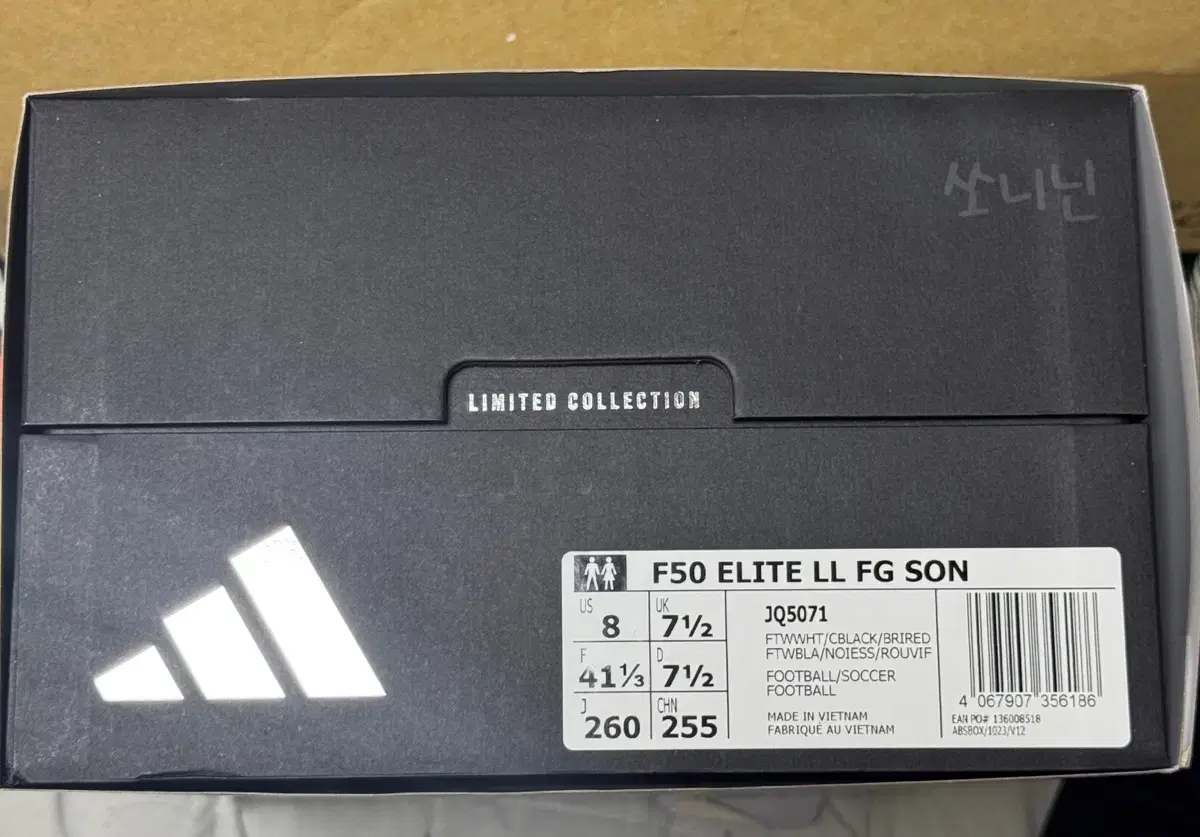 쏘니닌
LIMITED COLLECTION
F50 ELITE LL FG SON
US 8
UK 7½
F 41⅓
D 7½
J 260
CHN 255
JQ5071
FTWWHT/CBLACK/BRIRED
FTWBLA/NOIESS/ROUVIF
FOOTBALL/SOCCER
FOOTBALL
MADE IN VIETNAM
FABRIQUÉ AU VIETNAM
4 067907 356186
EAN PO# 136008518
ABSBOX/1023/V12